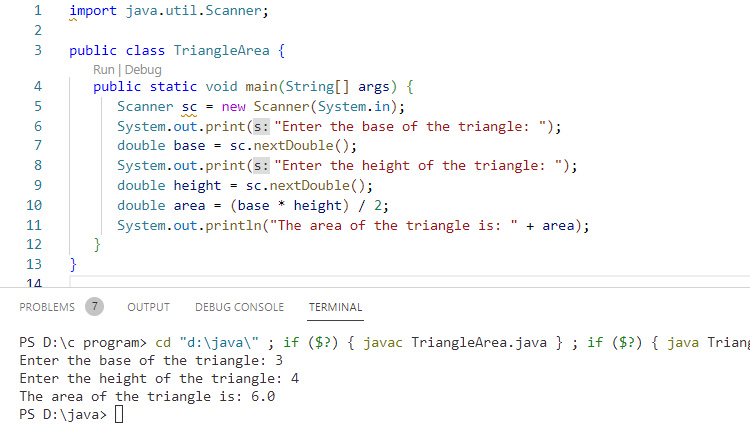 1 import java.util.Scanner;
2
3 public class TriangleArea {
Run | Debug
4 public static void main(String[] args) {
5 Scanner sc = new Scanner(System.in);
6 System.out.print(s: "Enter the base of the triangle: ");
7 double base = sc.nextDouble();
8 System.out.print(s: "Enter the height of the triangle: ");
9 double height = sc.nextDouble();
10 double area = (base * height) / 2;
11 System.out.println("The area of the triangle is: " + area);
12 }
13 }
14
PROBLEMS 7 OUTPUT DEBUG CONSOLE TERMINAL
PS D:\c program> cd "d:\java\" ; if ($?) { javac TriangleArea.java } ; if ($?) { java Triang
Enter the base of the triangle: 3
Enter the height of the triangle: 4
The area of the triangle is: 6.0
PS D:\java>